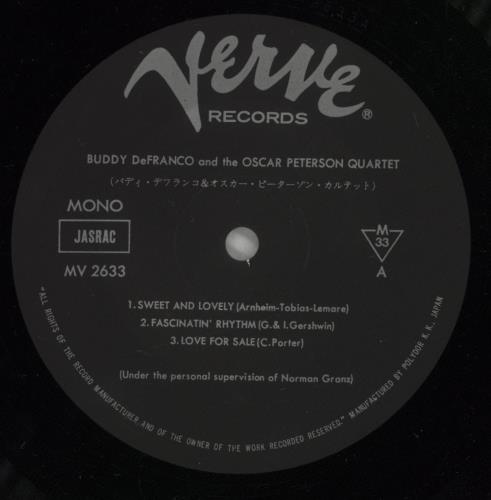 Verve
RECORDS ®
BUDDY DeFRANCO and the OSCAR PETERSON QUARTET
(バディ・デフランコ&オスカー・ピーターソン・カルテット)
MONO
JASRAC
MV 2633
M
33
A
1. SWEET AND LOVELY (Arnheim-Tobias-Lemare)
2. FASCINATIN' RHYTHM (G. & I. Gershwin)
3. LOVE FOR SALE (C. Porter)
(Under the personal supervision of Norman Granz)
"ALL RIGHTS OF THE RECORD MANUFACTURER AND OF THE OWNER OF THE WORK RECORDED RESERVED." MANUFACTURED BY POLYDOR K. K., JAPAN